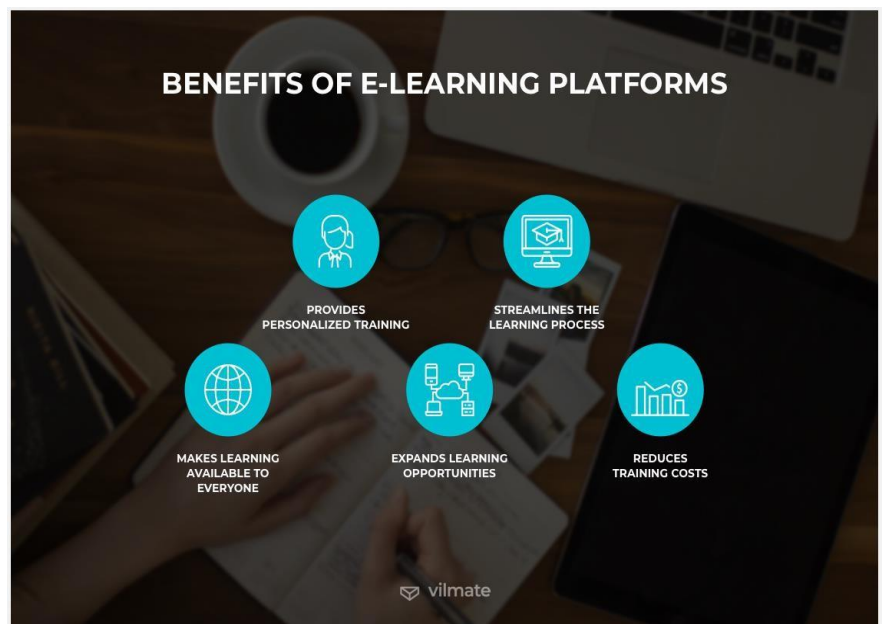 BENEFITS OF E-LEARNING PLATFORMS
PROVIDES
PERSONALIZED TRAINING
STREAMLINES THE
LEARNING PROCESS
MAKES LEARNING
AVAILABLE TO
EVERYONE
EXPANDS LEARNING
OPPORTUNITIES
REDUCES
TRAINING COSTS
vilmate